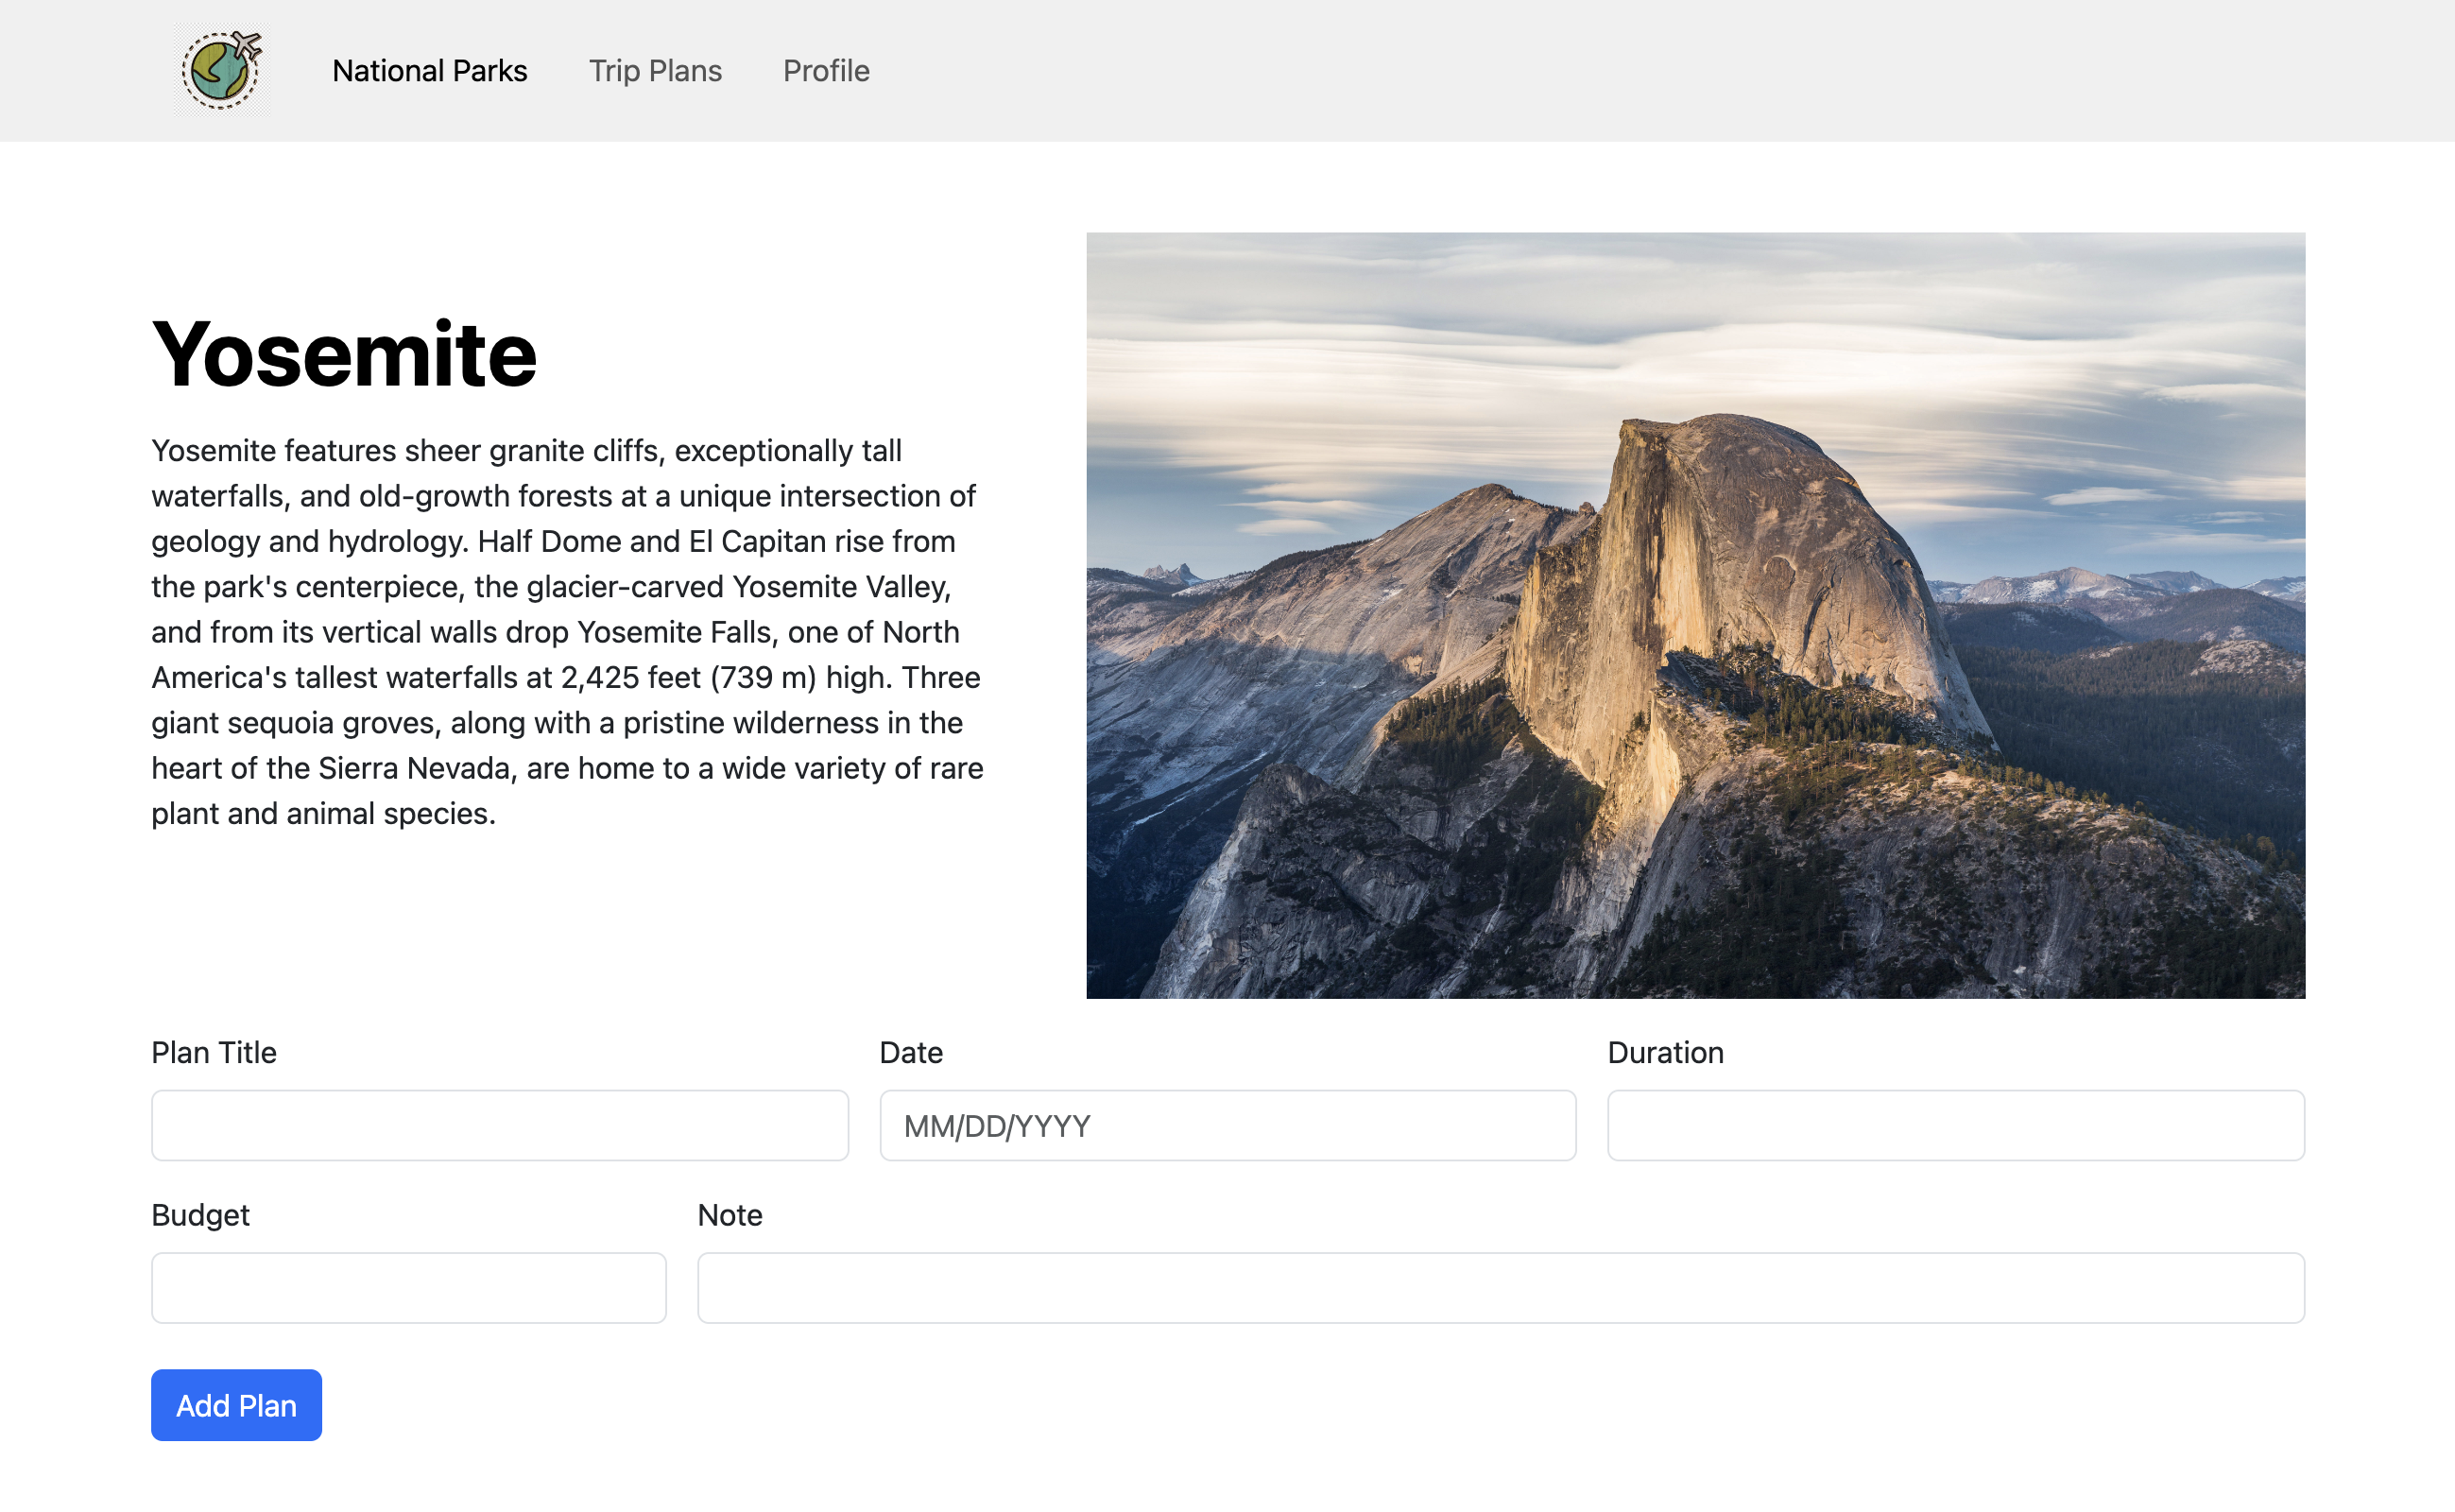 National Parks
Trip Plans
Profile
Yosemite
Yosemite features sheer granite cliffs, exceptionally tall
waterfalls, and old-growth forests at a unique intersection of
geology and hydrology. Half Dome and El Capitan rise from
the park's centerpiece, the glacier-carved Yosemite Valley,
and from its vertical walls drop Yosemite Falls, one of North
America's tallest waterfalls at 2,425 feet (739 m) high. Three
giant sequoia groves, along with a pristine wilderness in the
heart of the Sierra Nevada, are home to a wide variety of rare
plant and animal species.
Plan Title
Date
Duration
MM/DD/YYYY
Budget
Note
Add Plan